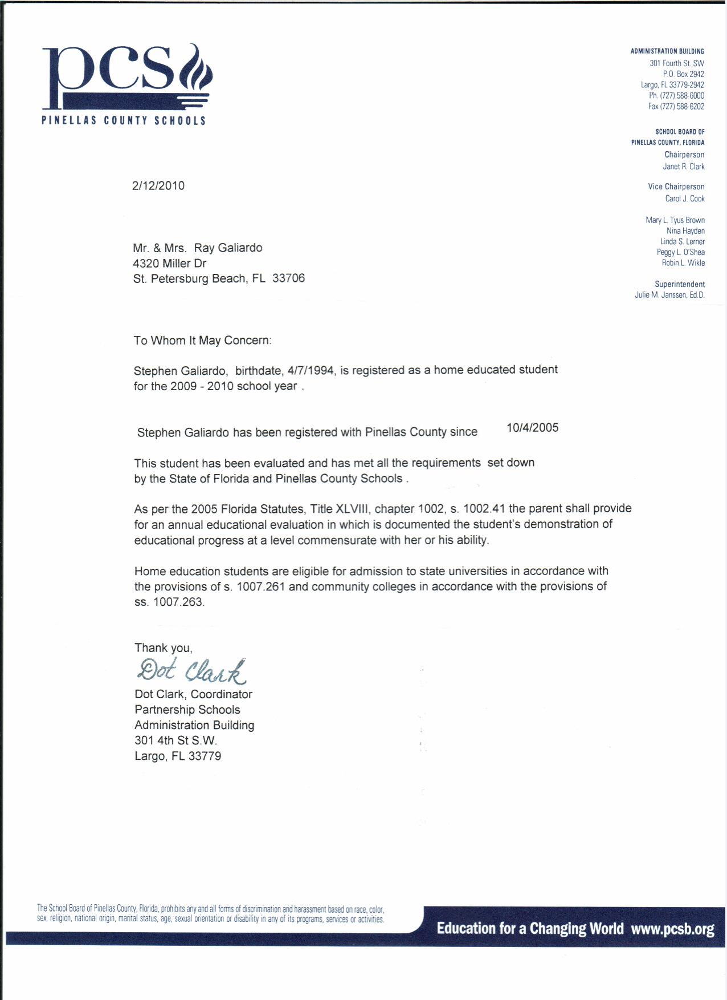 pcs
PINELLAS COUNTY SCHOOLS
ADMINISTRATION BUILDING
301 Fourth St. SW
P.O. Box 2942
Largo, FL 33779-2942
Ph. (727) 588-6000
Fax (727) 588-6202
SCHOOL BOARD OF
PINELLAS COUNTY, FLORIDA
Chairperson
Janet R. Clark
Vice Chairperson
Carol J. Cook
Mary L. Tyus Brown
Nina Hayden
Linda S. Lerner
Peggy L. O'Shea
Robin L. Wikle
Superintendent
Julie M. Janssen, Ed.D.
2/12/2010
Mr. & Mrs. Ray Galiardo
4320 Miller Dr
St. Petersburg Beach, FL 33706
To Whom It May Concern:
Stephen Galiardo, birthdate, 4/7/1994, is registered as a home educated student
for the 2009 - 2010 school year .
Stephen Galiardo has been registered with Pinellas County since 10/4/2005
This student has been evaluated and has met all the requirements set down
by the State of Florida and Pinellas County Schools .
As per the 2005 Florida Statutes, Title XLVIII, chapter 1002, s. 1002.41 the parent shall provide
for an annual educational evaluation in which is documented the student's demonstration of
educational progress at a level commensurate with her or his ability.
Home education students are eligible for admission to state universities in accordance with
the provisions of s. 1007.261 and community colleges in accordance with the provisions of
ss. 1007.263.
Thank you,
Dot Clark
Dot Clark, Coordinator
Partnership Schools
Administration Building
301 4th St S.W.
Largo, FL 33779
The School Board of Pinellas County, Florida, prohibits any and all forms of discrimination and harassment based on race, color,
sex, religion, national origin, marital status, age, sexual orientation or disability in any of its programs, services or activities.
Education for a Changing World www.pcsb.org